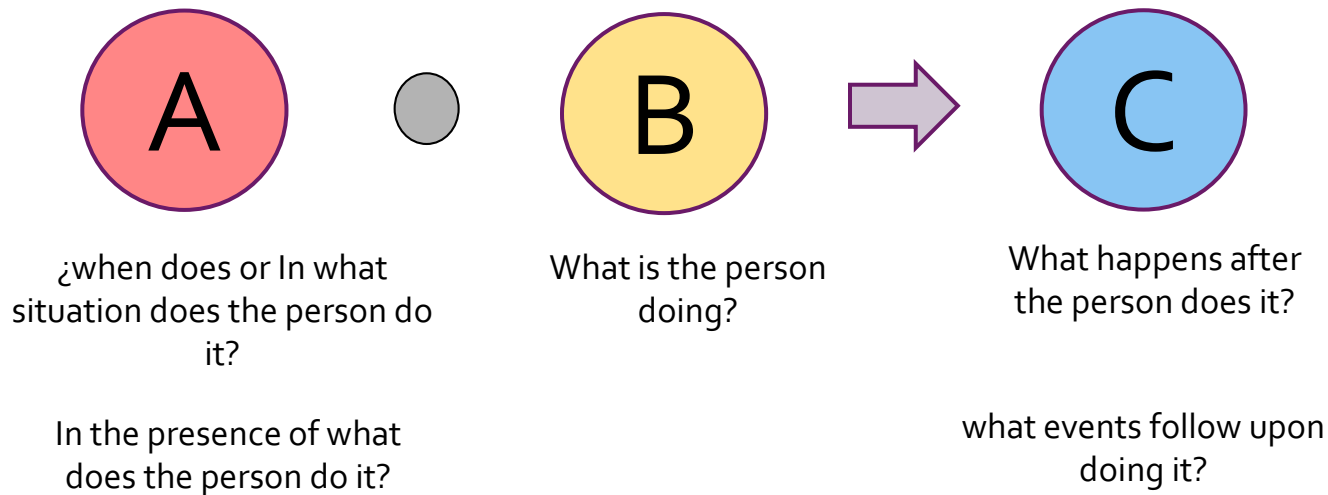 A
B
C
¿when does or In what
situation does the person do
it?
In the presence of what
does the person do it?
What is the person
doing?
What happens after
the person does it?
what events follow upon
doing it?